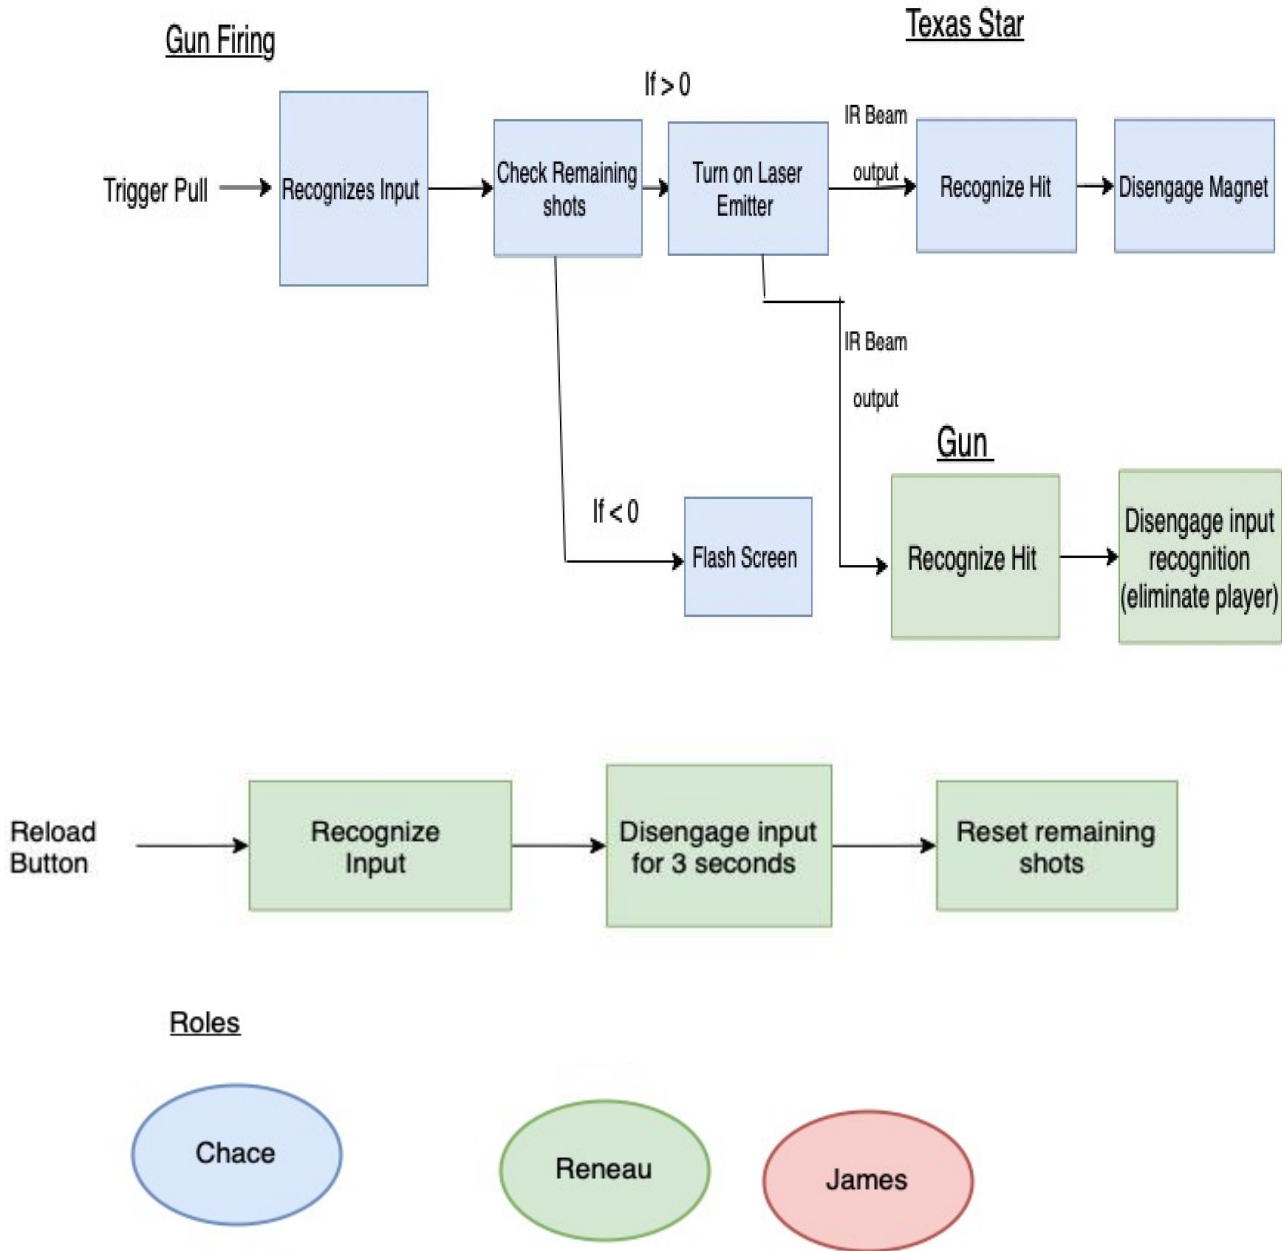 Gun Firing
Texas Star
If > 0
IR Beam
output
Trigger Pull
Recognizes Input
Check Remaining
shots
Turn on Laser
Emitter
Recognize Hit
Disengage Magnet
IR Beam
output
Gun
If < 0
Flash Screen
Recognize Hit
Disengage input
recognition
(eliminate player)
Reload
Button
Recognize
Input
Disengage input
for 3 seconds
Reset remaining
shots
Roles
Chace
Reneau
James